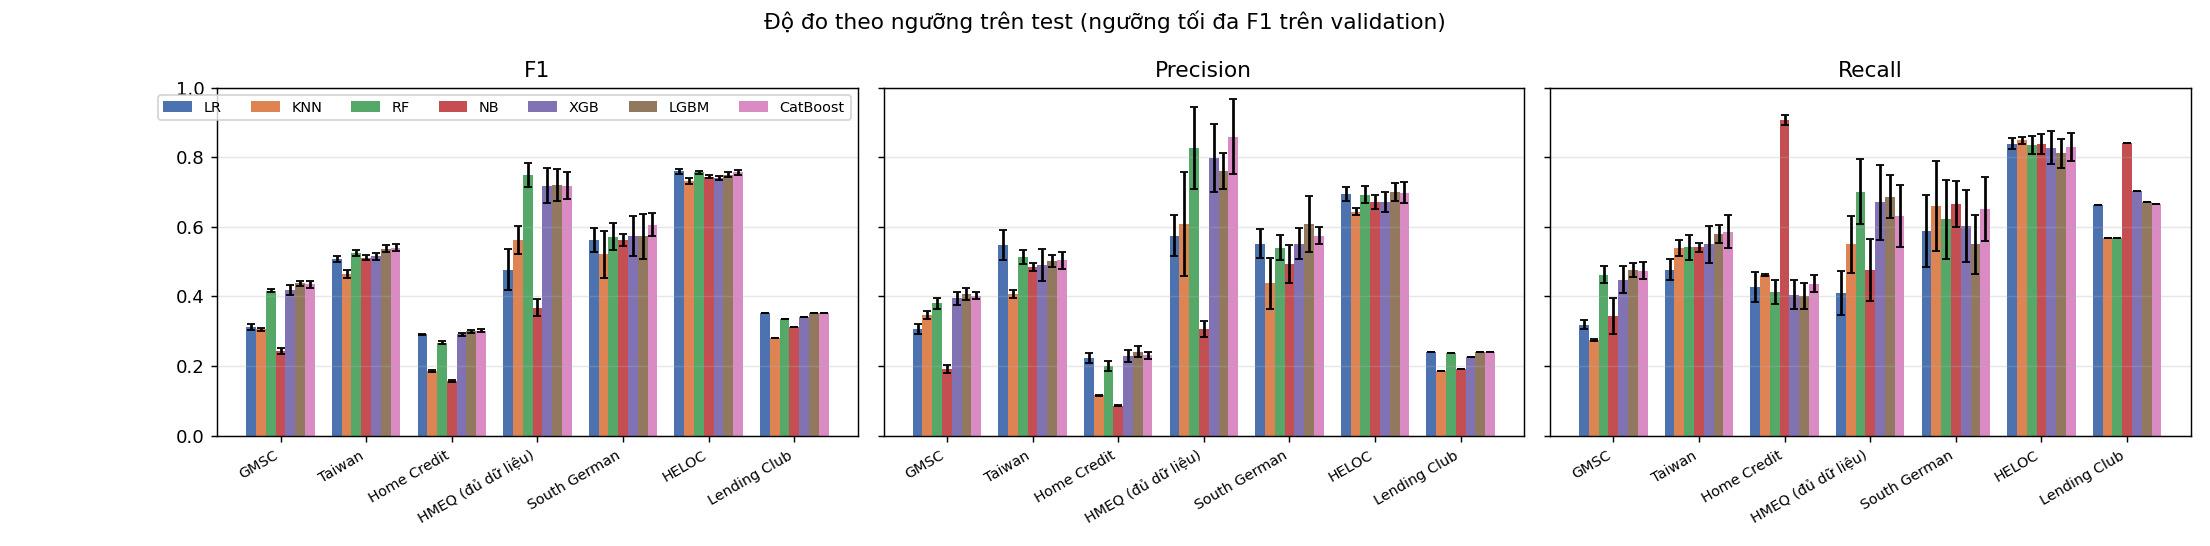 Độ đo theo ngưỡng trên test (ngưỡng tối đa F1 trên validation)
F1
Precision
Recall
LR KNN RF NB XGB LGBM CatBoost
1.0
0.8
0.6
0.4
0.2
0.0
GMSC Taiwan Home Credit HMEQ (đủ dữ liệu) South German HELOC Lending Club
GMSC Taiwan Home Credit HMEQ (đủ dữ liệu) South German HELOC Lending Club
GMSC Taiwan Home Credit HMEQ (đủ dữ liệu) South German HELOC Lending Club